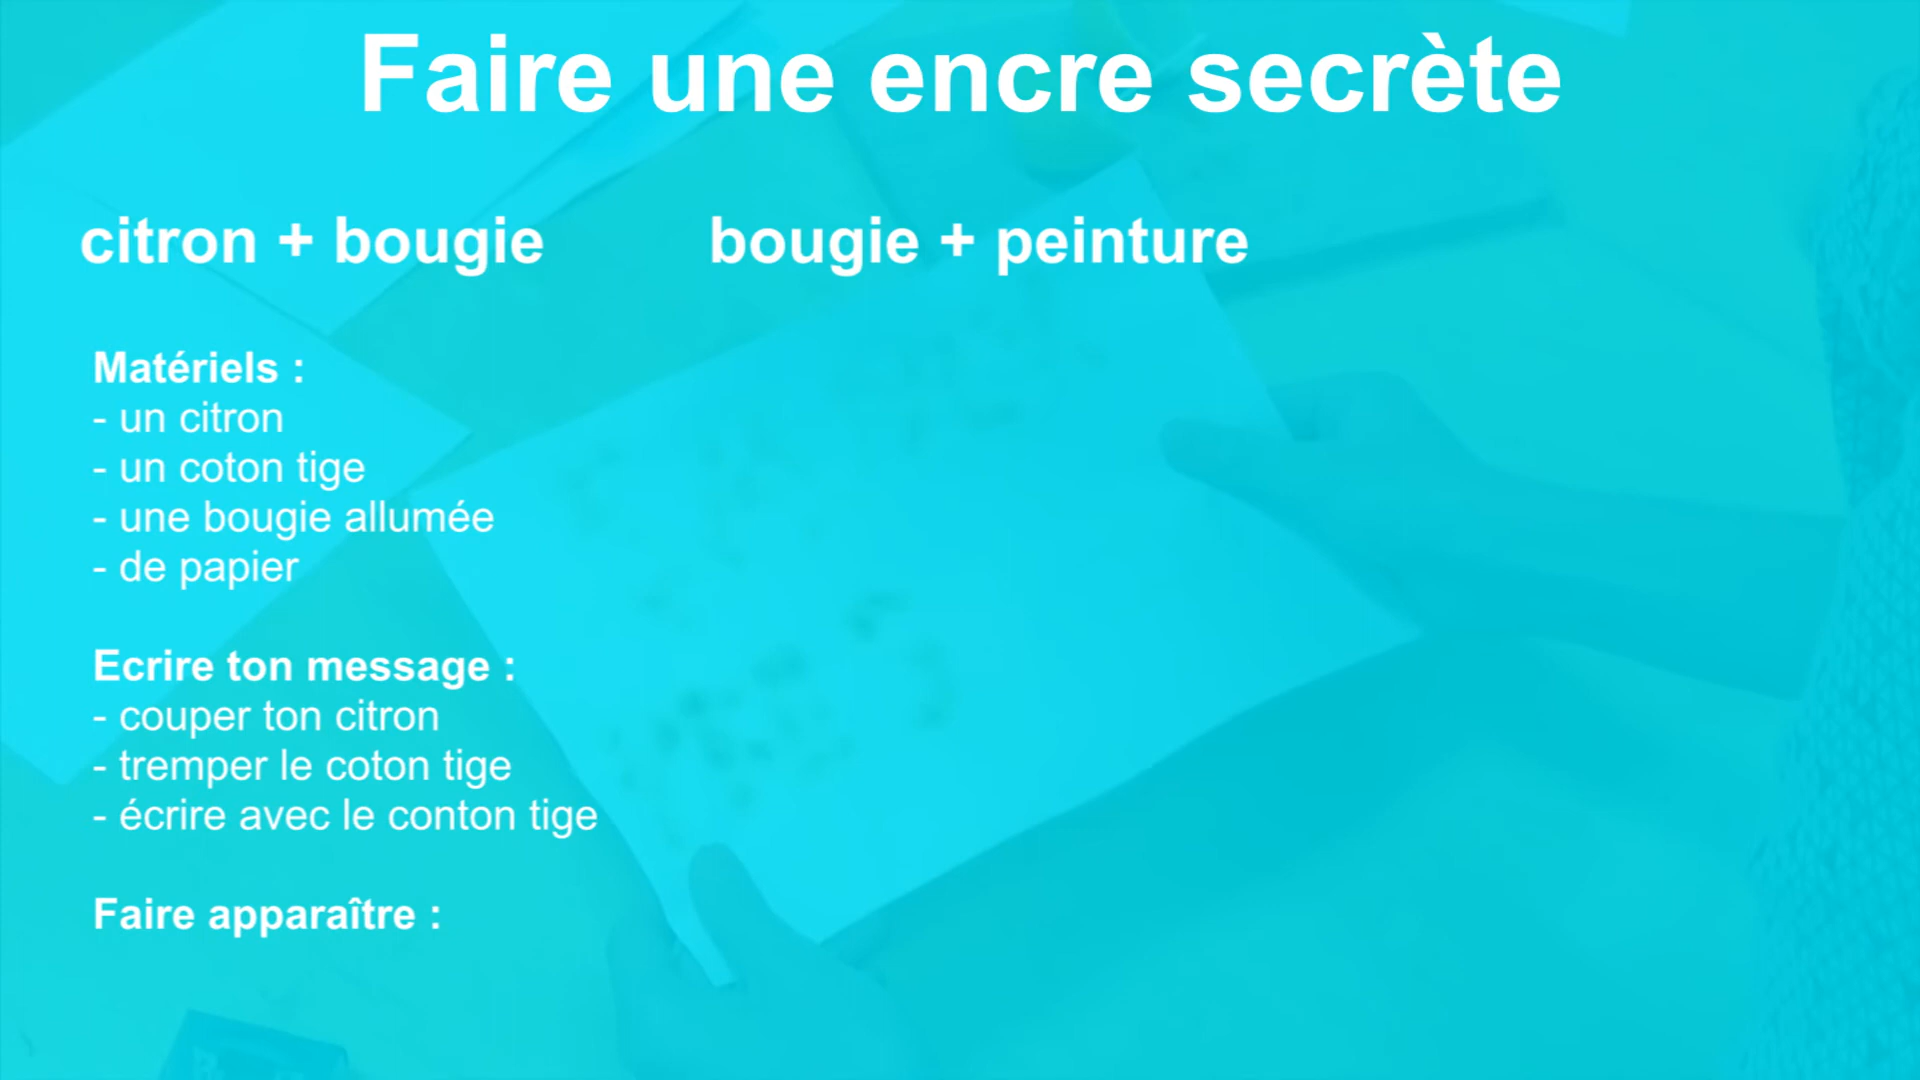 Faire une encre secrète
citron + bougie
bougie + peinture
Matériels :
- un citron
- un coton tige
- une bougie allumée
- de papier
Ecrire ton message :
- couper ton citron
- tremper le coton tige
- écrire avec le conton tige
Faire apparaître :